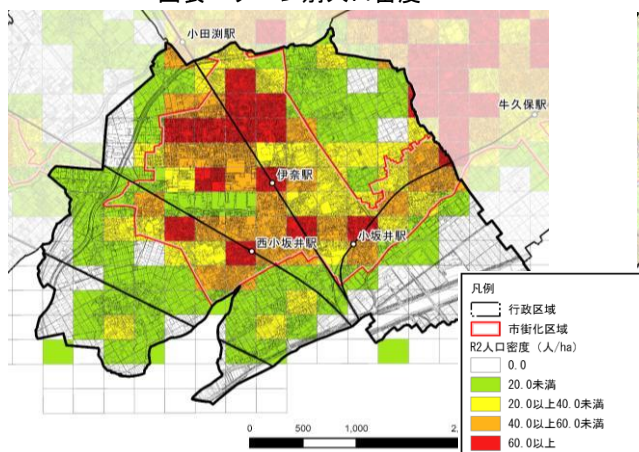 小田渕駅
牛久保駅
伊奈駅
西小坂井駅
小坂井駅
凡例
行政区域
市街化区域
R2人口密度（人/ha）
0.0
20.0未満
20.0以上40.0未満
40.0以上60.0未満
60.0以上
0 500 1,000